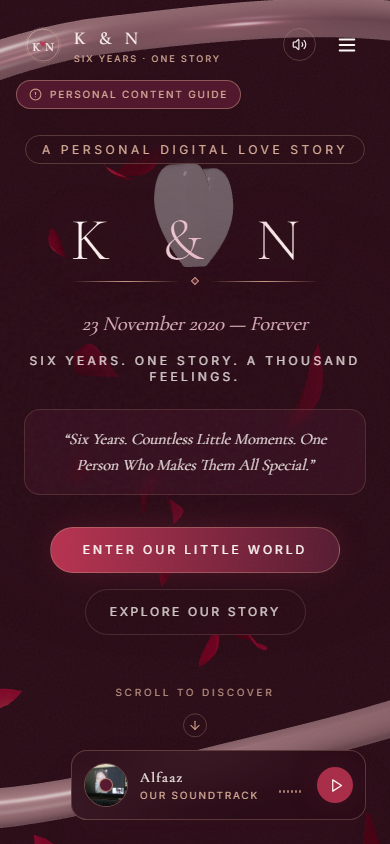 K N
K & N
SIX YEARS · ONE STORY
PERSONAL CONTENT GUIDE
A PERSONAL DIGITAL LOVE STORY
K & N
23 November 2020 — Forever
SIX YEARS. ONE STORY. A THOUSAND
FEELINGS.
“Six Years. Countless Little Moments. One
Person Who Makes Them All Special.”
ENTER OUR LITTLE WORLD
EXPLORE OUR STORY
SCROLL TO DISCOVER
Alfaaz
OUR SOUNDTRACK